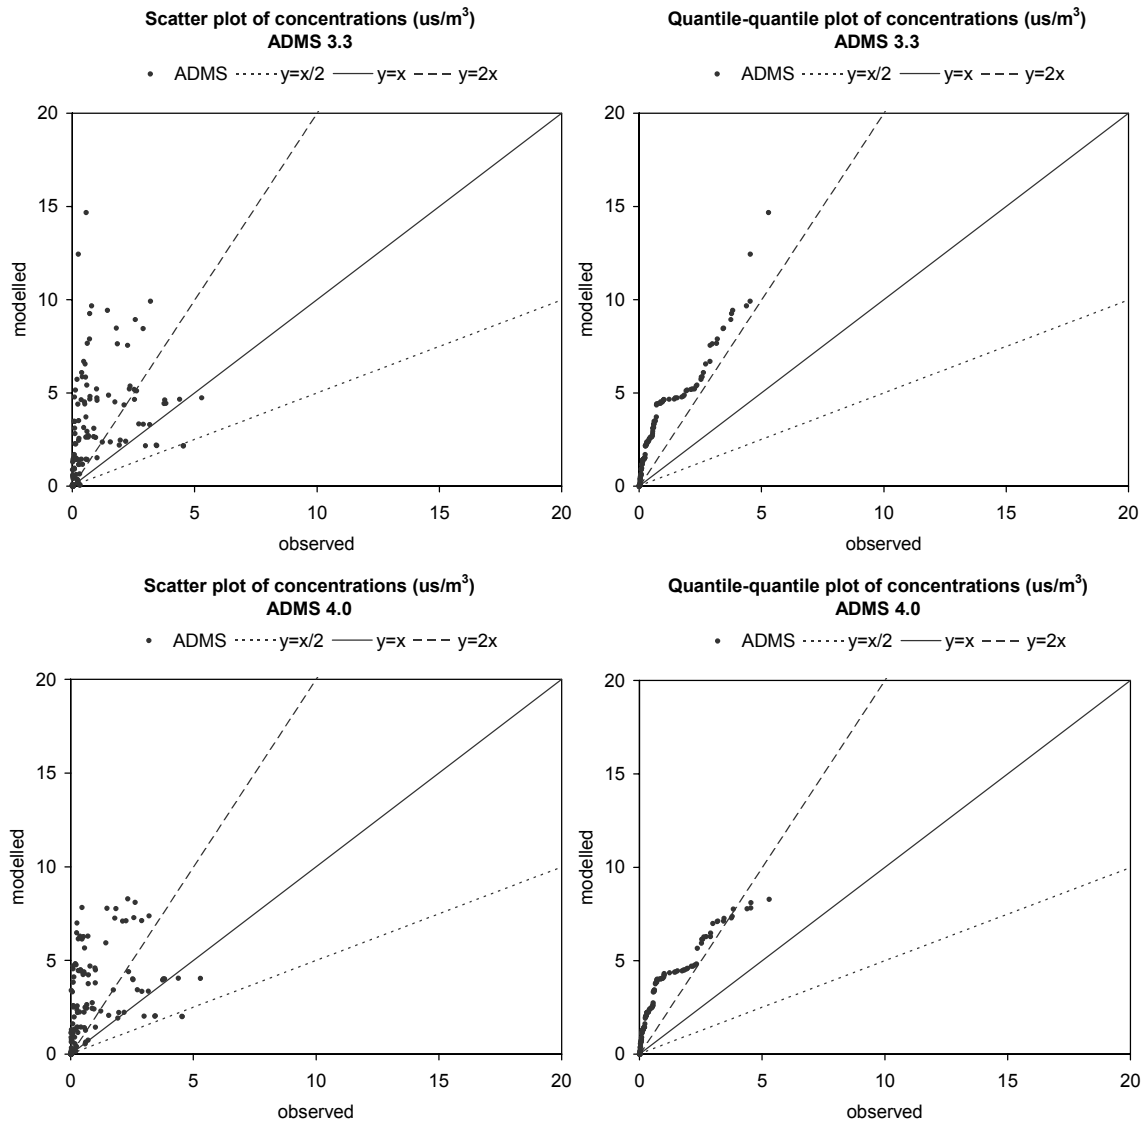 Scatter plot of concentrations (us/m³)
ADMS 3.3
ADMS y=x/2 y=x y=2x
20
15
10
5
0
modelled
0 5 10 15 20
observed
Quantile-quantile plot of concentrations (us/m³)
ADMS 3.3
ADMS y=x/2 y=x y=2x
20
15
10
5
0
modelled
0 5 10 15 20
observed
Scatter plot of concentrations (us/m³)
ADMS 4.0
ADMS y=x/2 y=x y=2x
20
15
10
5
0
modelled
0 5 10 15 20
observed
Quantile-quantile plot of concentrations (us/m³)
ADMS 4.0
ADMS y=x/2 y=x y=2x
20
15
10
5
0
modelled
0 5 10 15 20
observed